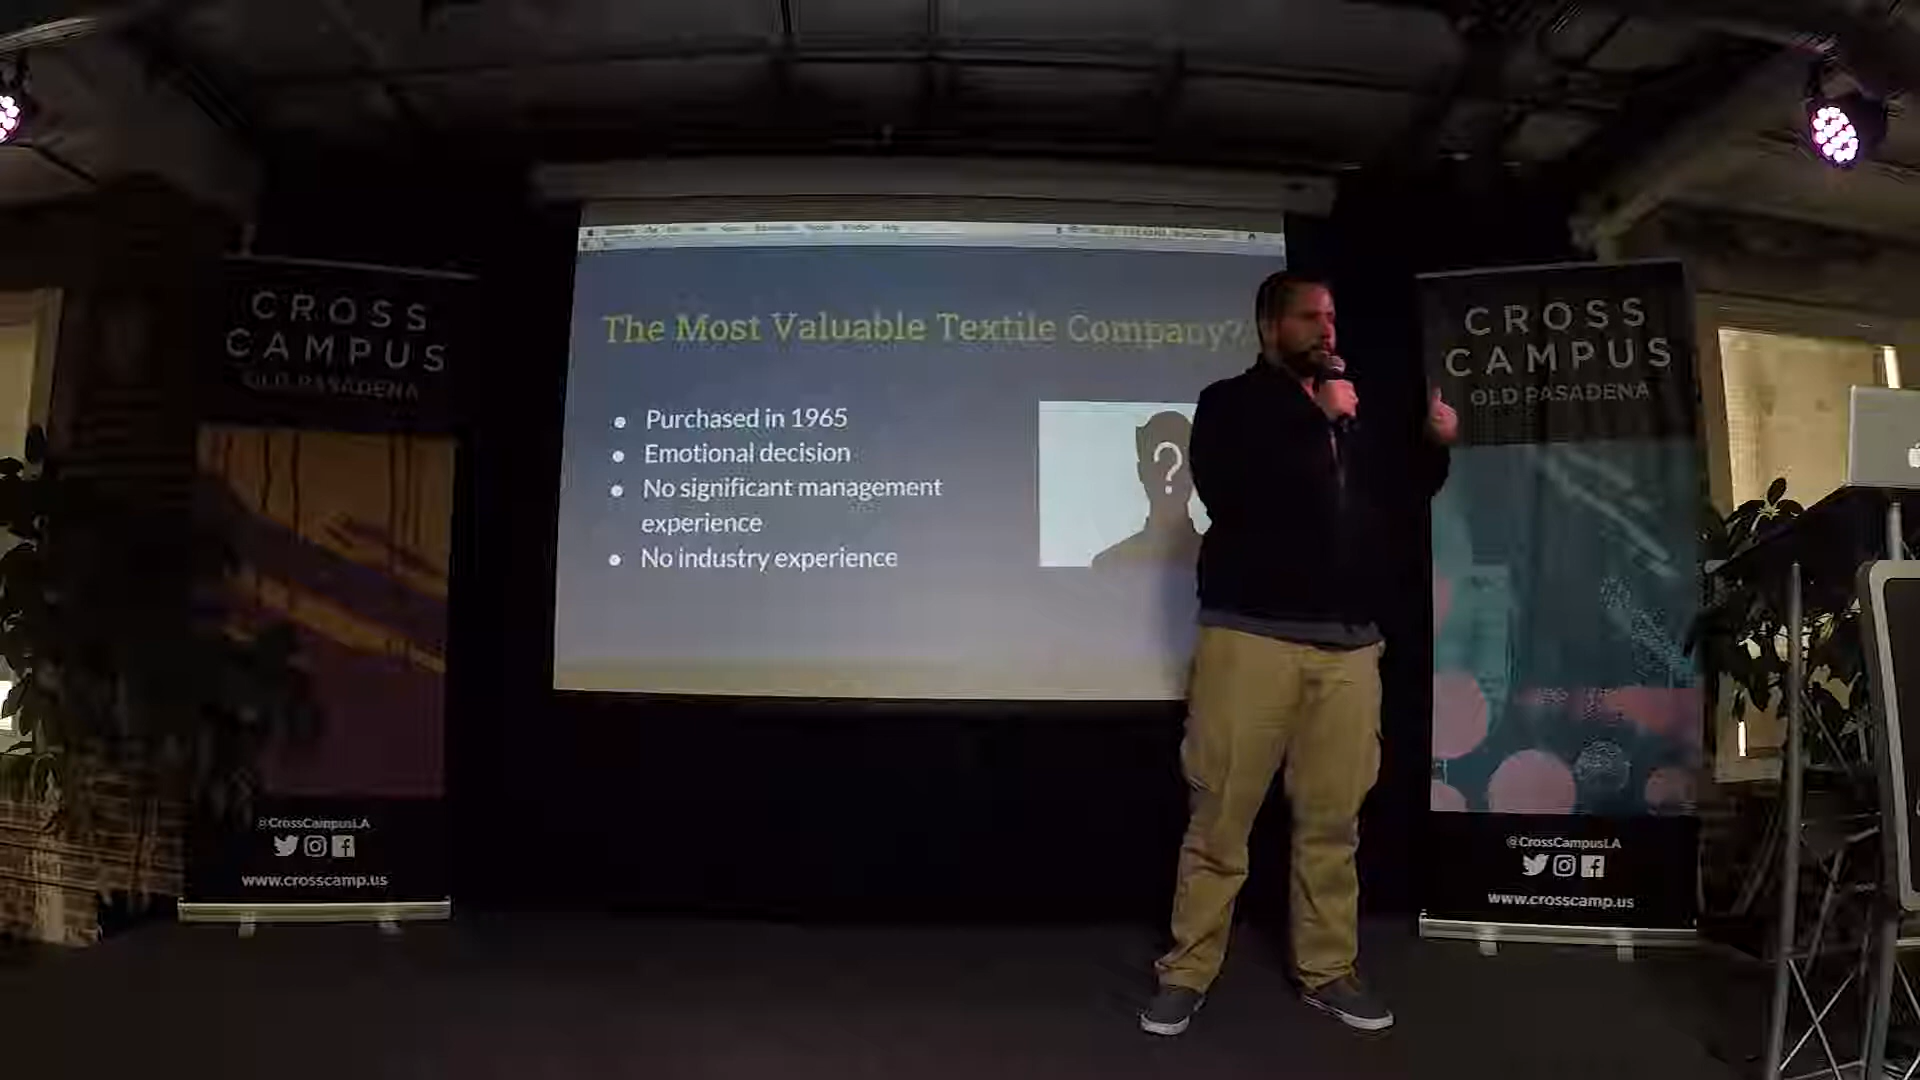 CROSS
CAMPUS
OLD PASADENA
@CrossCampusLA
www.crosscamp.us
The Most Valuable Textile Company??
● Purchased in 1965
● Emotional decision
● No significant management
experience
● No industry experience
?
CROSS
CAMPUS
OLD PASADENA
@CrossCampusLA
www.crosscamp.us